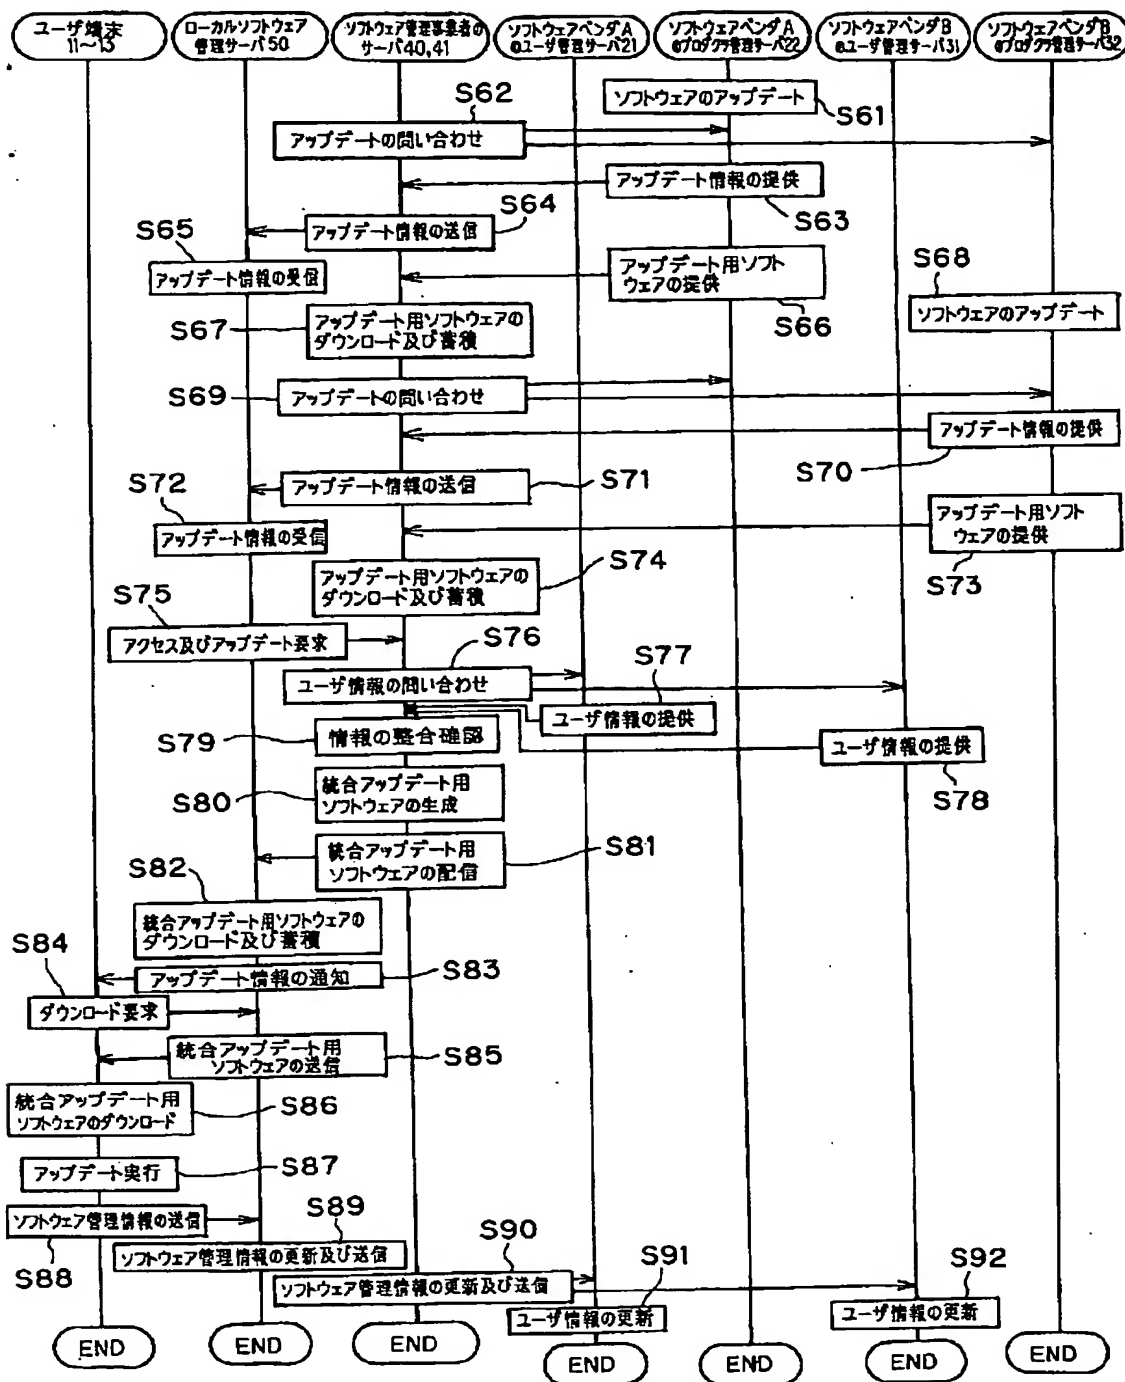 ユーザ端末
11〜13
ローカルソフトウェア
管理サーバ50
ソフトウェア管理事業者の
サーバ40,41
ソフトウェアベンダA
のユーザ管理サーバ21
ソフトウェアベンダA
のプロダクツ管理サーバ22
ソフトウェアベンダB
のユーザ管理サーバ31
ソフトウェアベンダB
のプロダクツ管理サーバ32
ソフトウェアのアップデート
S61
S62
アップデートの問い合わせ
アップデート情報の提供
S63
S64
アップデート情報の送信
S65
アップデート情報の受信
アップデート用ソフト
ウェアの提供
S66
S67
アップデート用ソフトウェアの
ダウンロード及び蓄積
S68
ソフトウェアのアップデート
S69
アップデートの問い合わせ
アップデート情報の提供
S70
アップデート情報の送信
S71
S72
アップデート情報の受信
アップデート用ソフト
ウェアの提供
S73
アップデート用ソフトウェアの
ダウンロード及び蓄積
S74
S75
アクセス及びアップデート要求
S76
ユーザ情報の問い合わせ
S77
ユーザ情報の提供
ユーザ情報の提供
S78
S79
情報の整合確認
S80
統合アップデート用
ソフトウェアの生成
統合アップデート用
ソフトウェアの配信
S81
S82
統合アップデート用ソフトウェアの
ダウンロード及び蓄積
アップデート情報の通知
S83
S84
ダウンロード要求
統合アップデート用
ソフトウェアの送信
S85
統合アップデート用
ソフトウェアのダウンロード
S86
アップデート実行
S87
ソフトウェア管理情報の送信
S88
S89
ソフトウェア管理情報の更新及び送信
S90
ソフトウェア管理情報の更新及び送信
S91
ユーザ情報の更新
S92
ユーザ情報の更新
END
END
END
END
END
END
END